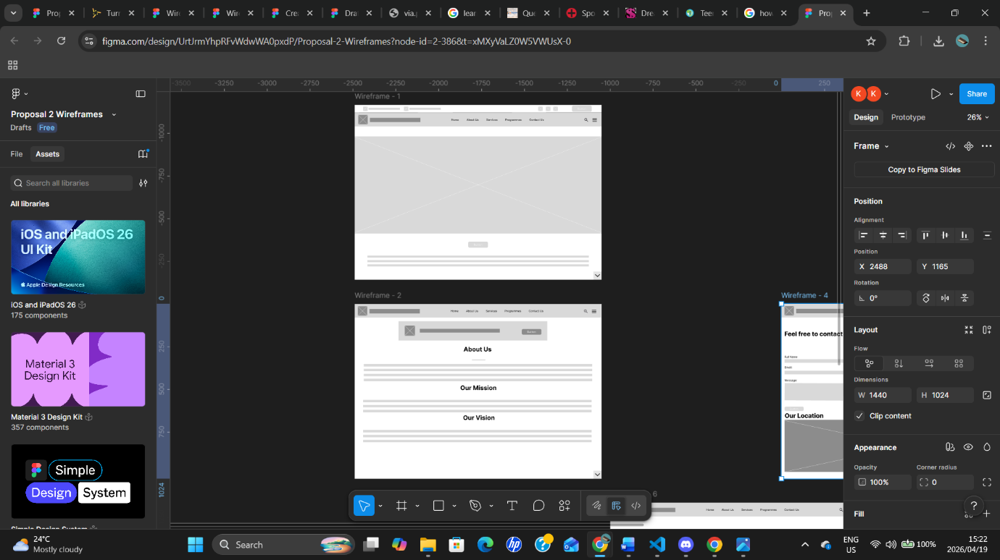 Pro
Turr
Wire
Wire
Cre
Dra
via.p
lear
Que
Spo
Dre
Teer
how
Pro
figma.com/design/UrtJrmYhpRFvWdwWA0pxdP/Proposal-2-Wireframes?node-id=2-386&t=xMXyVaLZ0W5VWUsX-0
-3500 -3250 -3000 -2750 -2500 -2250 -2000 -1750 -1500 -1250 -1000 -750 -500 -250 0 250
Proposal 2 Wireframes
Drafts Free
File Assets
Search all libraries
All libraries
iOS and iPadOS 26
UI Kit
Apple Design Resources
iOS and iPadOS 26
175 components
Material 3
Design Kit
Material 3 Design Kit
357 components
Simple
Design System
Simple Design System
-1000
-750
-500
-250
0
250
500
750
1024
Wireframe - 1
Home About Us Services Programmes Contact Us
Wireframe - 2
Home About Us Services Programmes Contact Us
About Us
Our Mission
Our Vision
Wireframe - 4
Feel free to contact
Full Name
Email
Message
Our Location
6
Home About Us Services Programmes Contact Us
K K
Share
Design Prototype 26%
Frame
Copy to Figma Slides
Position
Alignment
Position
X 2488 Y 1165
Rotation
0°
Layout
Flow
Dimensions
W 1440 H 1024
Clip content
Appearance
Opacity Corner radius
100% 0
Fill
?
24°C
Mostly cloudy
Search
ENG
US
100%
15:22
2026/04/19